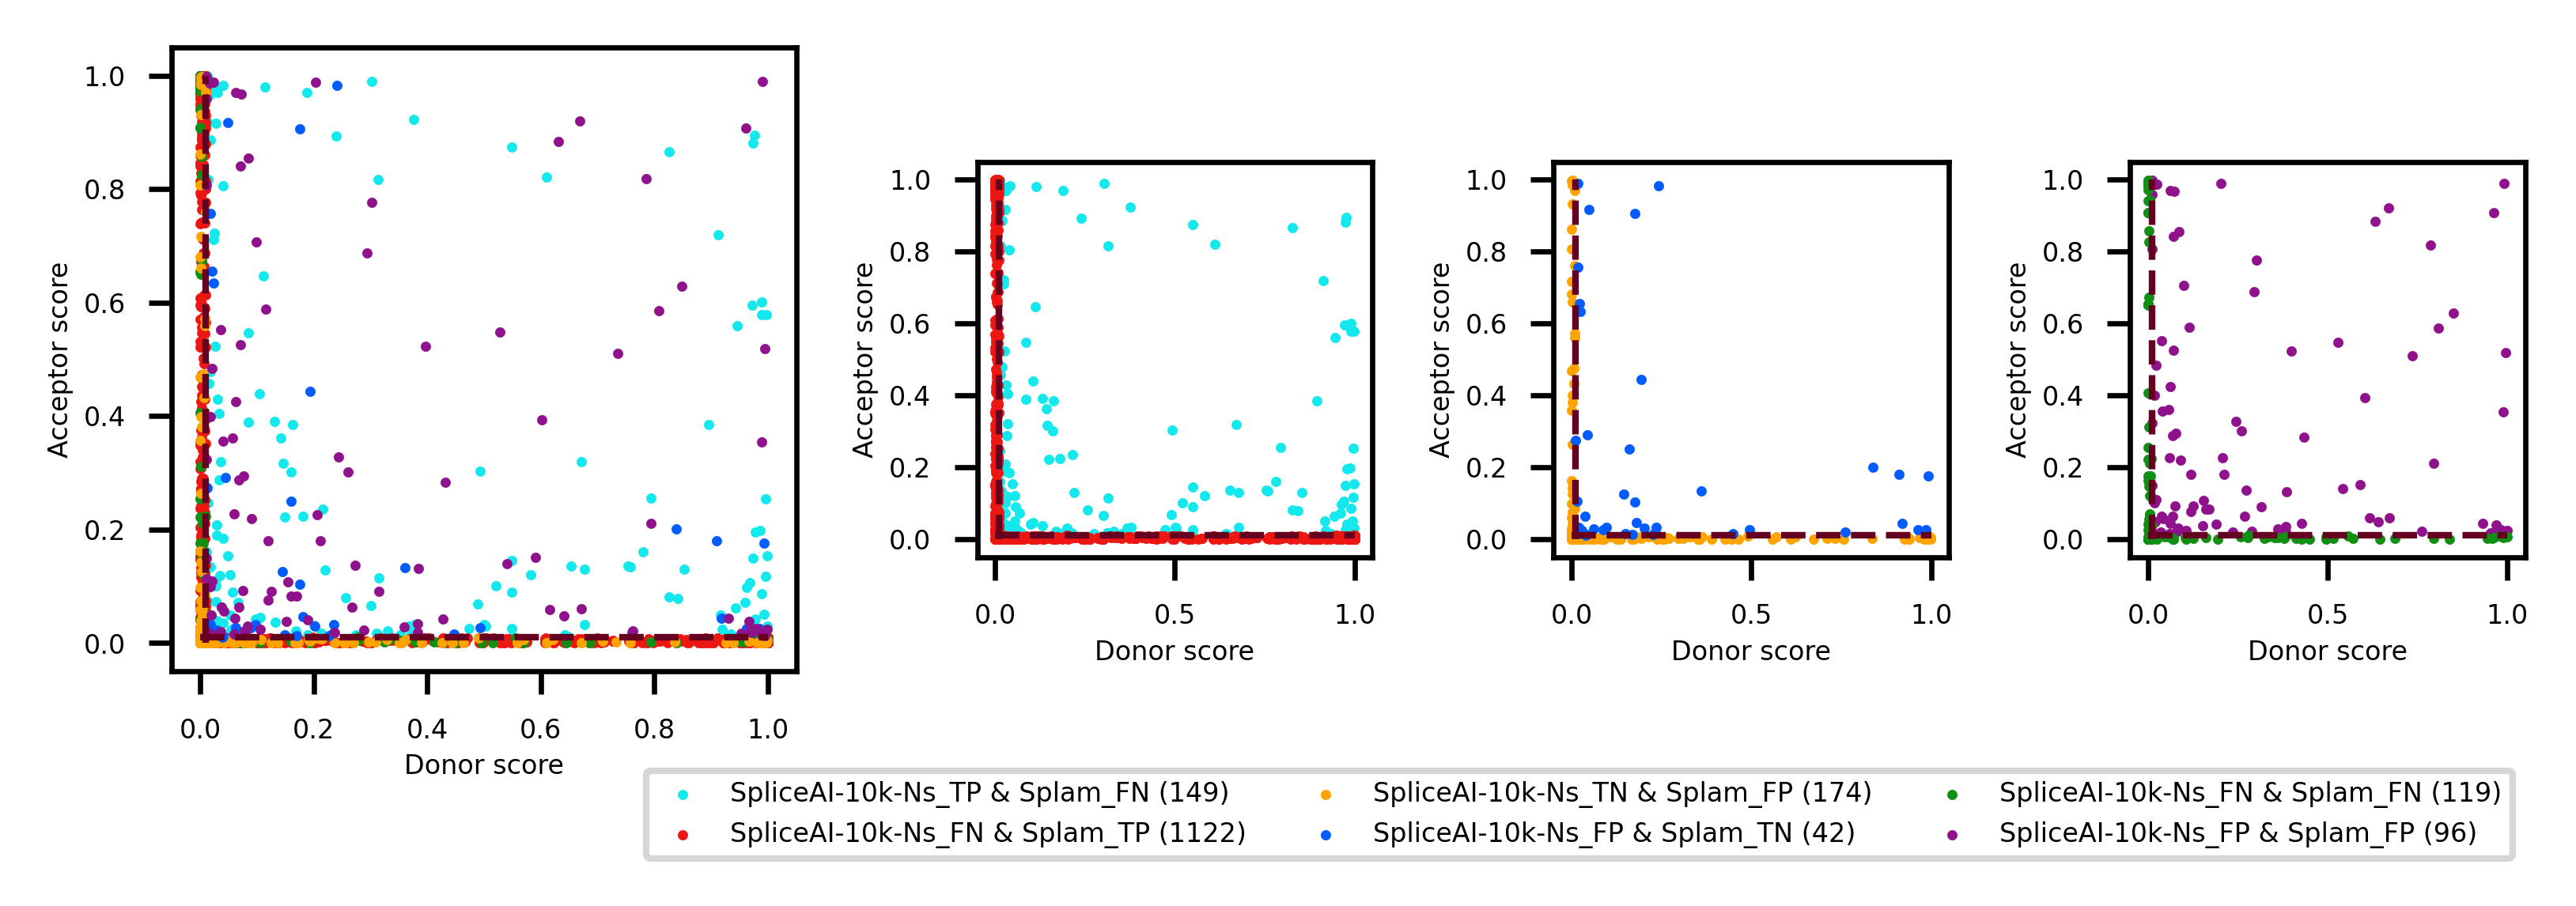 1.0
0.8
0.6
0.4
0.2
0.0
Acceptor score
0.0 0.2 0.4 0.6 0.8 1.0
Donor score
1.0
0.8
0.6
0.4
0.2
0.0
Acceptor score
0.0 0.5 1.0
Donor score
1.0
0.8
0.6
0.4
0.2
0.0
Acceptor score
0.0 0.5 1.0
Donor score
1.0
0.8
0.6
0.4
0.2
0.0
Acceptor score
0.0 0.5 1.0
Donor score
SpliceAI-10k-Ns_TP & Splam_FN (149)
SpliceAI-10k-Ns_FN & Splam_TP (1122)
SpliceAI-10k-Ns_TN & Splam_FP (174)
SpliceAI-10k-Ns_FP & Splam_TN (42)
SpliceAI-10k-Ns_FN & Splam_FN (119)
SpliceAI-10k-Ns_FP & Splam_FP (96)